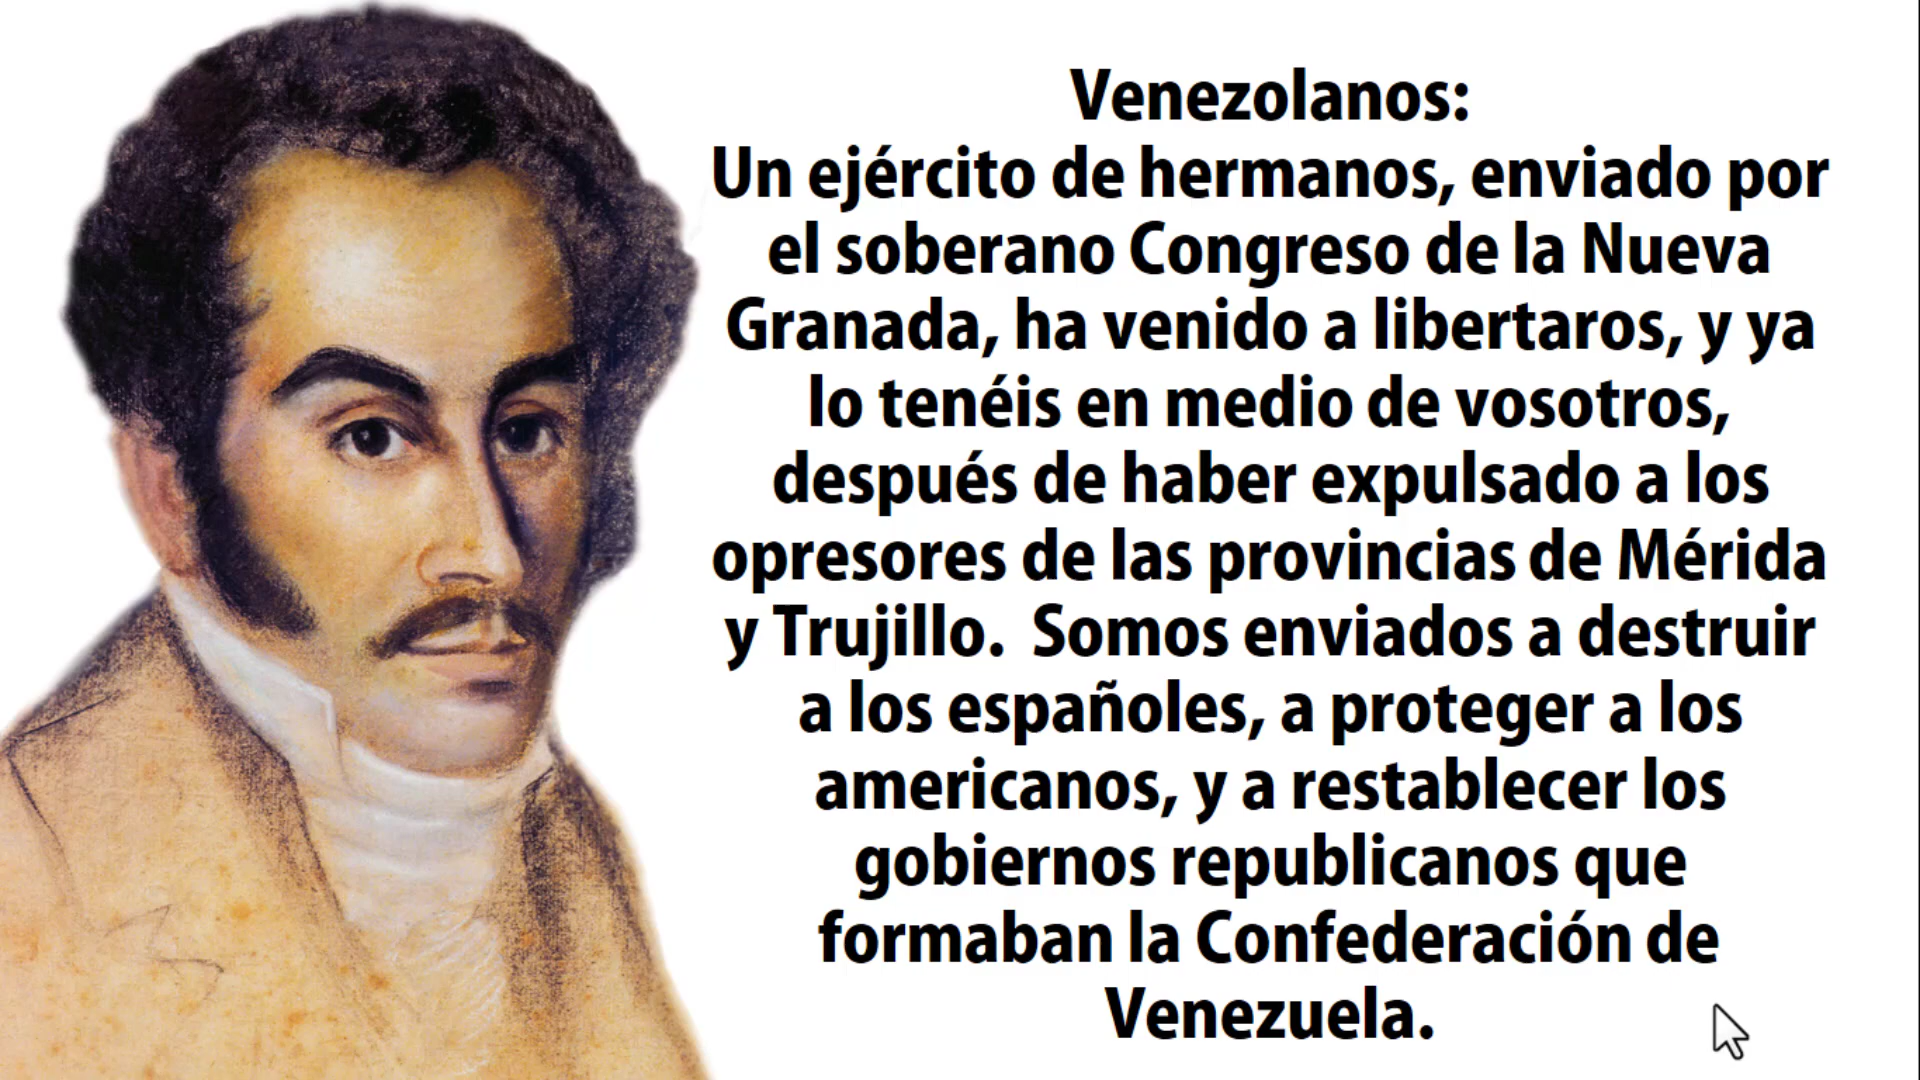 Venezolanos:
Un ejército de hermanos, enviado por
el soberano Congreso de la Nueva
Granada, ha venido a libertaros, y ya
lo tenéis en medio de vosotros,
después de haber expulsado a los
opresores de las provincias de Mérida
y Trujillo.  Somos enviados a destruir
a los españoles, a proteger a los
americanos, y a restablecer los
gobiernos republicanos que
formaban la Confederación de
Venezuela.